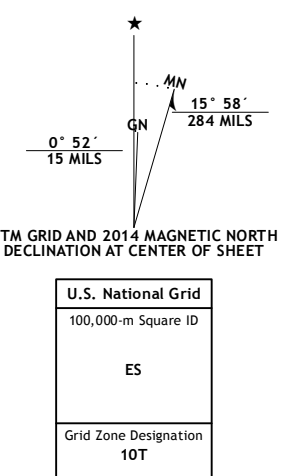 ★
MN
15° 58´
284 MILS
GN
0° 52´
15 MILS
TM GRID AND 2014 MAGNETIC NORTH
DECLINATION AT CENTER OF SHEET
U.S. National Grid
100,000-m Square ID
ES
Grid Zone Designation
10T